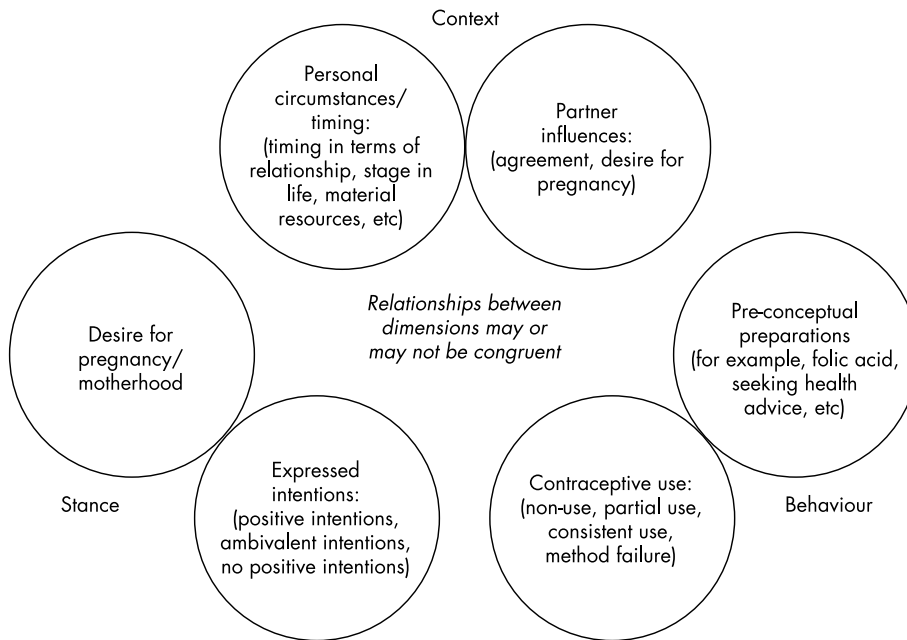 Context
Personal
circumstances/
timing:
(timing in terms of
relationship, stage in
life, material
resources, etc)
Partner
influences:
(agreement, desire for
pregnancy)
Desire for
pregnancy/
motherhood
Relationships between
dimensions may or
may not be congruent
Pre-conceptual
preparations
(for example, folic acid,
seeking health
advice, etc)
Expressed
intentions:
(positive intentions,
ambivalent intentions,
no positive intentions)
Contraceptive use:
(non-use, partial use,
consistent use,
method failure)
Stance
Behaviour